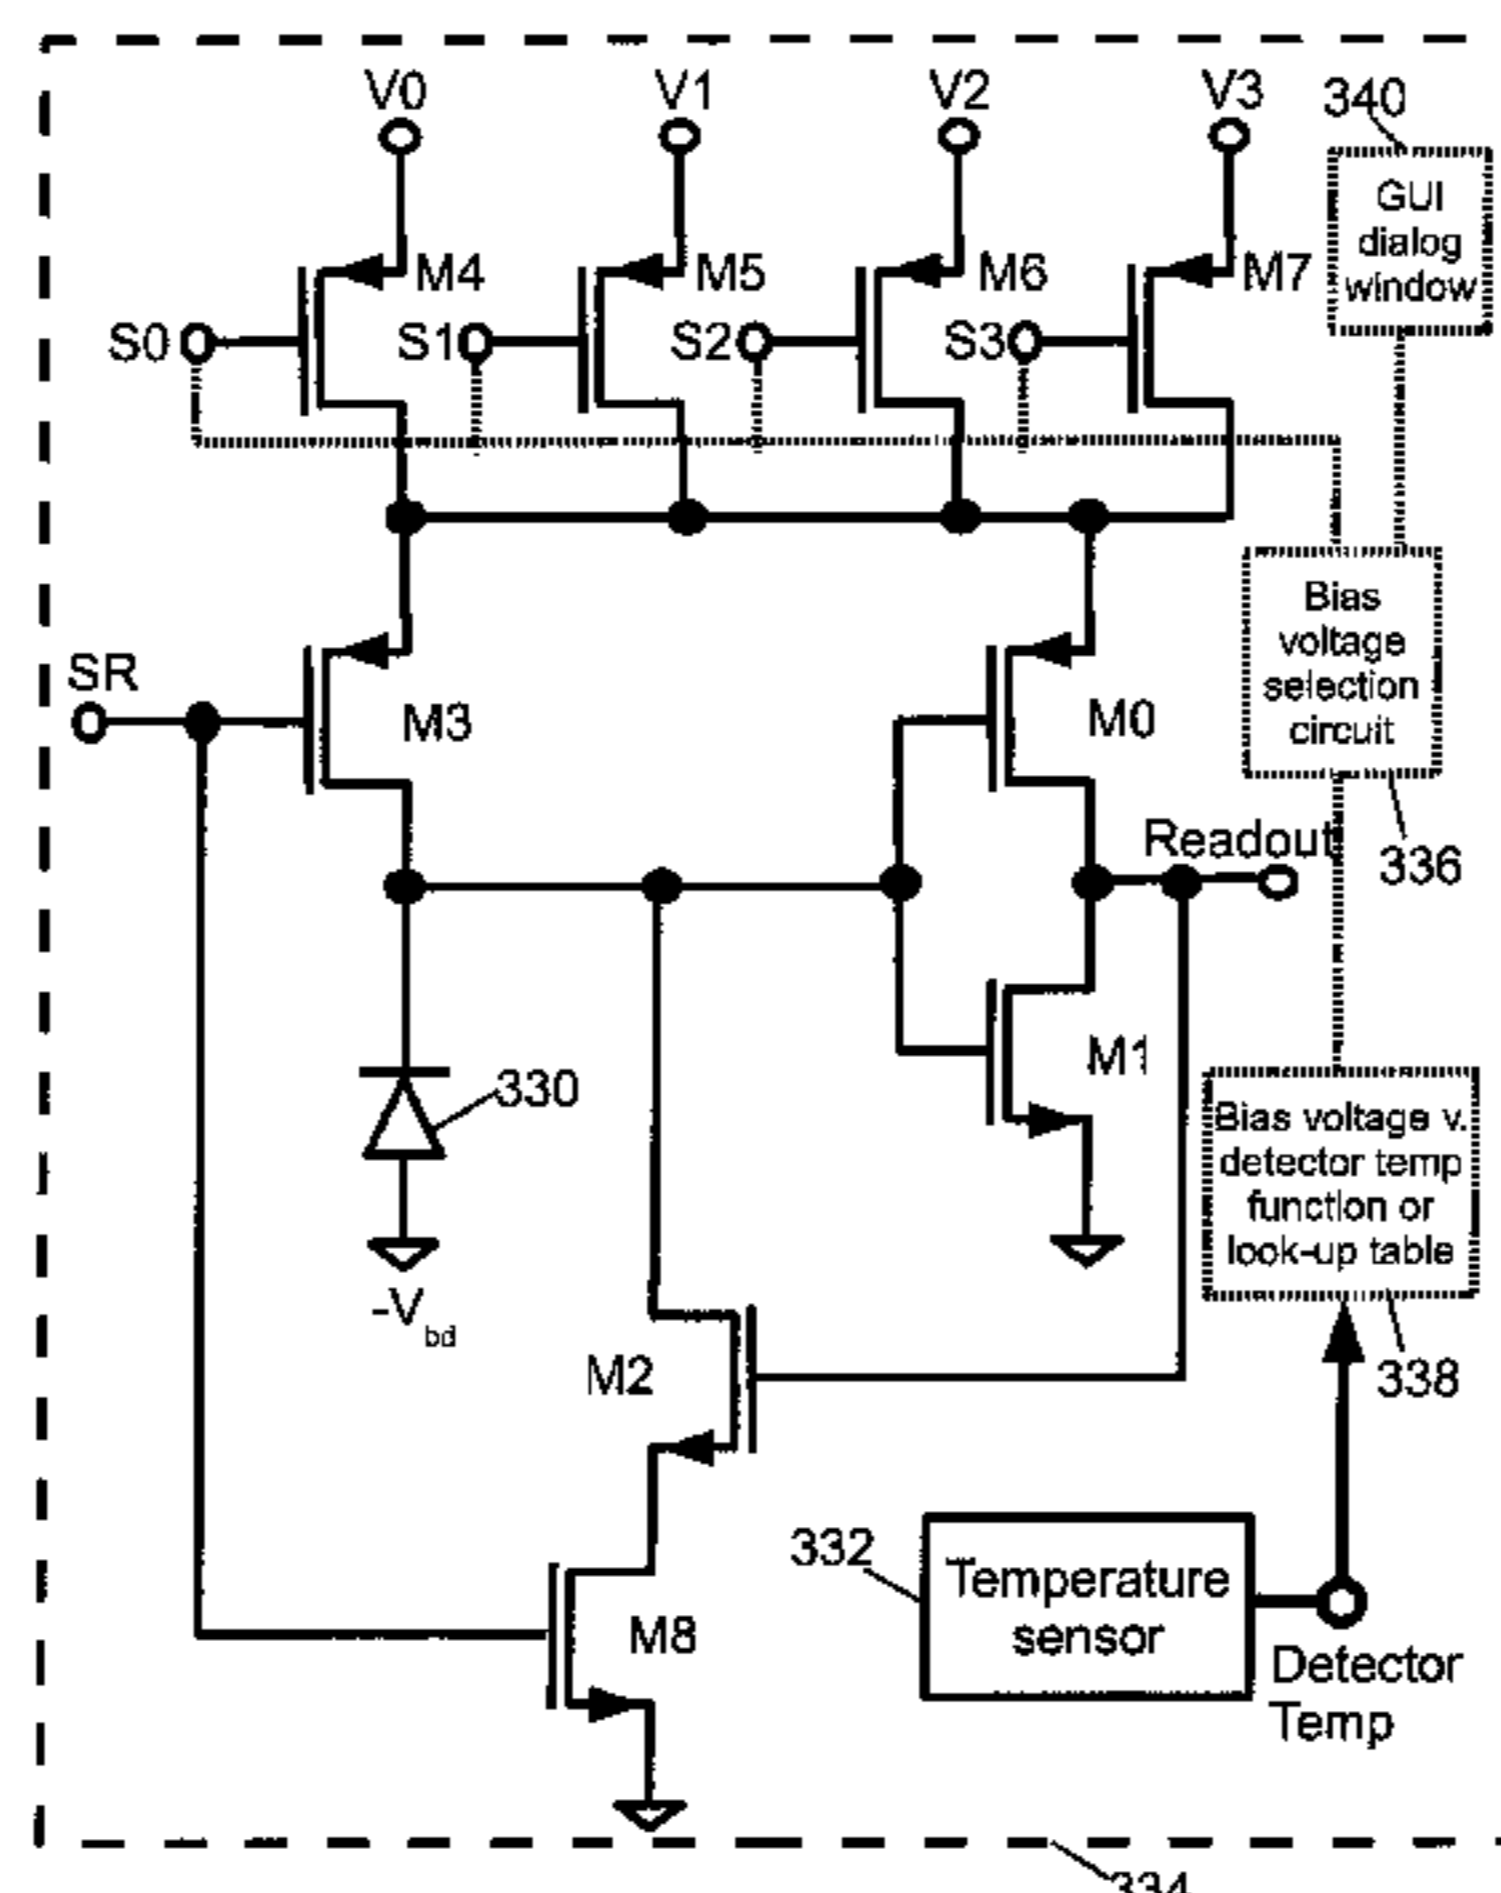 V0 V1 V2 V3 340
GUI
dialog
window
M4 M5 M6 M7
S0 S1 S2 S3
Bias
voltage
selection
circuit
SR
M3 M0
Readout
336
M1
330
Bias voltage v.
detector temp
function or
look-up table
-Vbd
M2
338
332
Temperature
sensor
M8
Detector
Temp
334